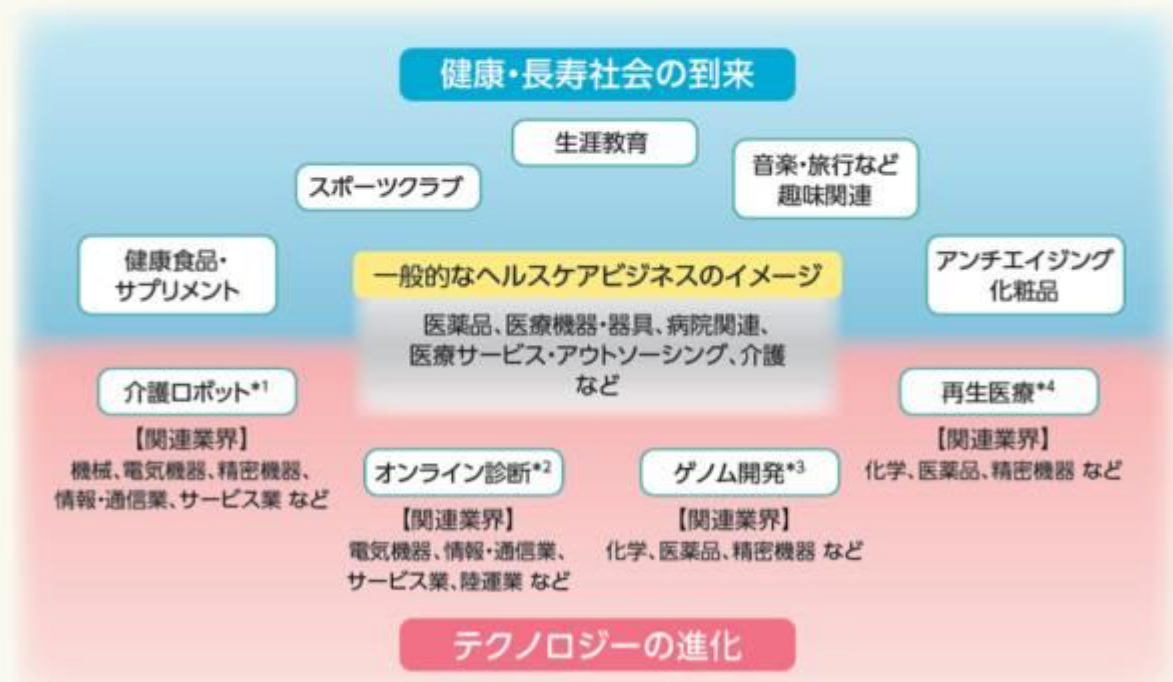 健康・長寿社会の到来
生涯教育
スポーツクラブ
音楽・旅行など
趣味関連
健康食品・
サプリメント
一般的なヘルスケアビジネスのイメージ
アンチエイジング
化粧品
医薬品、医療機器・器具、病院関連、
医療サービス・アウトソーシング、介護
など
介護ロボット*1
【関連業界】
機械、電気機器、精密機器、
情報・通信業、サービス業 など
オンライン診断*2
【関連業界】
電気機器、情報・通信業、
サービス業、陸運業 など
ゲノム開発*3
【関連業界】
化学、医薬品、精密機器 など
再生医療*4
【関連業界】
化学、医薬品、精密機器 など
テクノロジーの進化